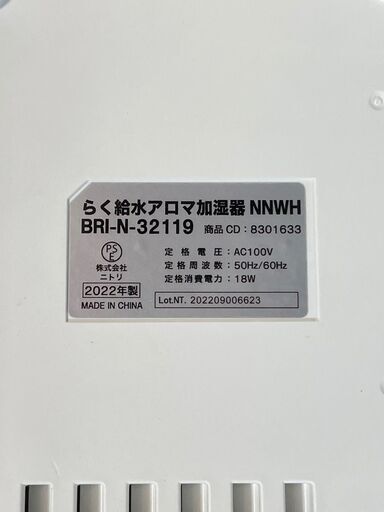 らく給水アロマ加湿器 NNWH
BRI-N-32119 商品CD：8301633
PSE
株式会社
ニトリ
2022年製
MADE IN CHINA
定格電圧：AC100V
定格周波数：50Hz/60Hz
定格消費電力：18W
Lot.NT. 202209006623